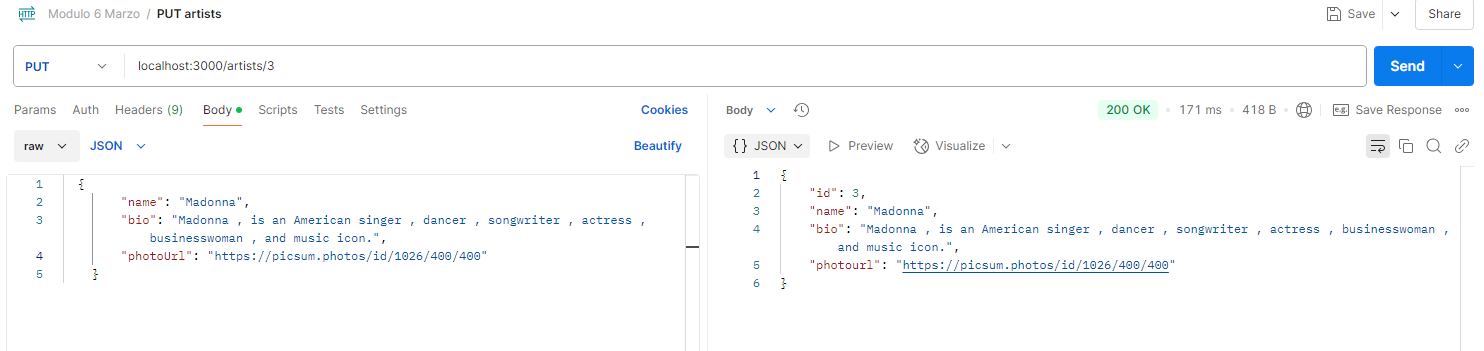 HTTP Modulo 6 Marzo / PUT artists Save Share
PUT localhost:3000/artists/3 Send
Params Auth Headers (9) Body Scripts Tests Settings Cookies
raw JSON Beautify
1 {
2 "name": "Madonna",
3 "bio": "Madonna , is an American singer , dancer , songwriter , actress ,
businesswoman , and music icon.",
4 "photoUrl": "https://picsum.photos/id/1026/400/400"
5 }
Body 200 OK 171 ms 418 B e.g. Save Response
{} JSON Preview Visualize
1 {
2 "id": 3,
3 "name": "Madonna",
4 "bio": "Madonna , is an American singer , dancer , songwriter , actress , businesswoman ,
and music icon.",
5 "photourl": "https://picsum.photos/id/1026/400/400"
6 }